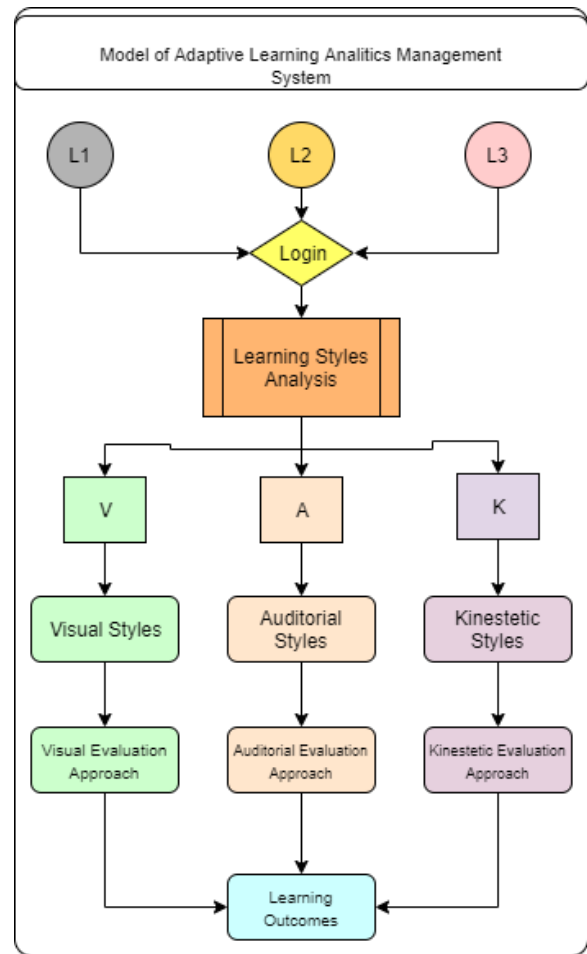 Model of Adaptive Learning Analitics Management
System
L1
L2
L3
Login
Learning Styles
Analysis
V
A
K
Visual Styles
Auditorial
Styles
Kinestetic
Styles
Visual Evaluation
Approach
Auditorial Evaluation
Approach
Kinestetic Evaluation
Approach
Learning
Outcomes